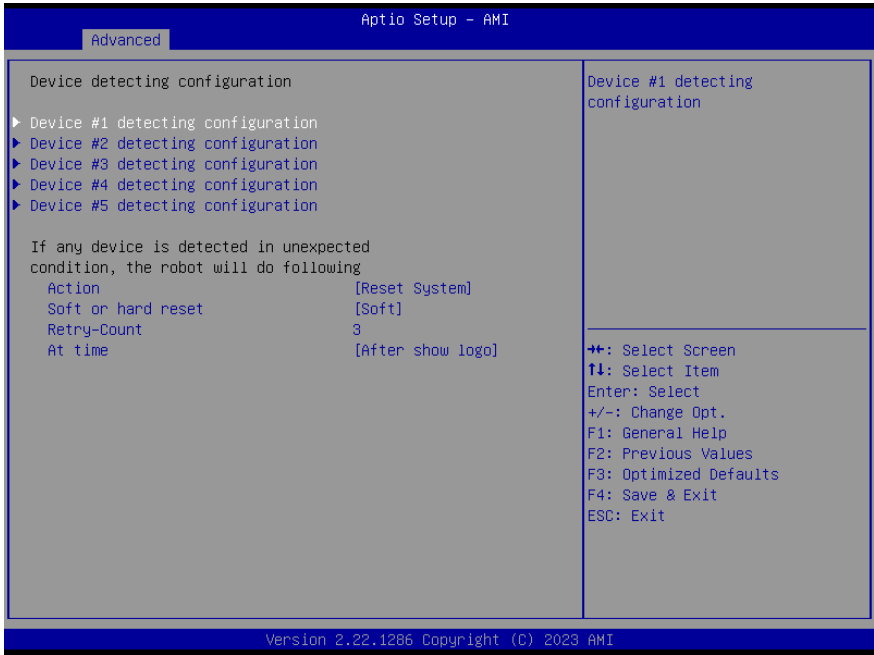 Aptio Setup – AMI
Advanced
Device detecting configuration
Device #1 detecting configuration
Device #2 detecting configuration
Device #3 detecting configuration
Device #4 detecting configuration
Device #5 detecting configuration
If any device is detected in unexpected
condition, the robot will do following
Action [Reset System]
Soft or hard reset [Soft]
Retry-Count 3
At time [After show logo]
Device #1 detecting
configuration
→←: Select Screen
↑↓: Select Item
Enter: Select
+/-: Change Opt.
F1: General Help
F2: Previous Values
F3: Optimized Defaults
F4: Save & Exit
ESC: Exit
Version 2.22.1286 Copyright (C) 2023 AMI